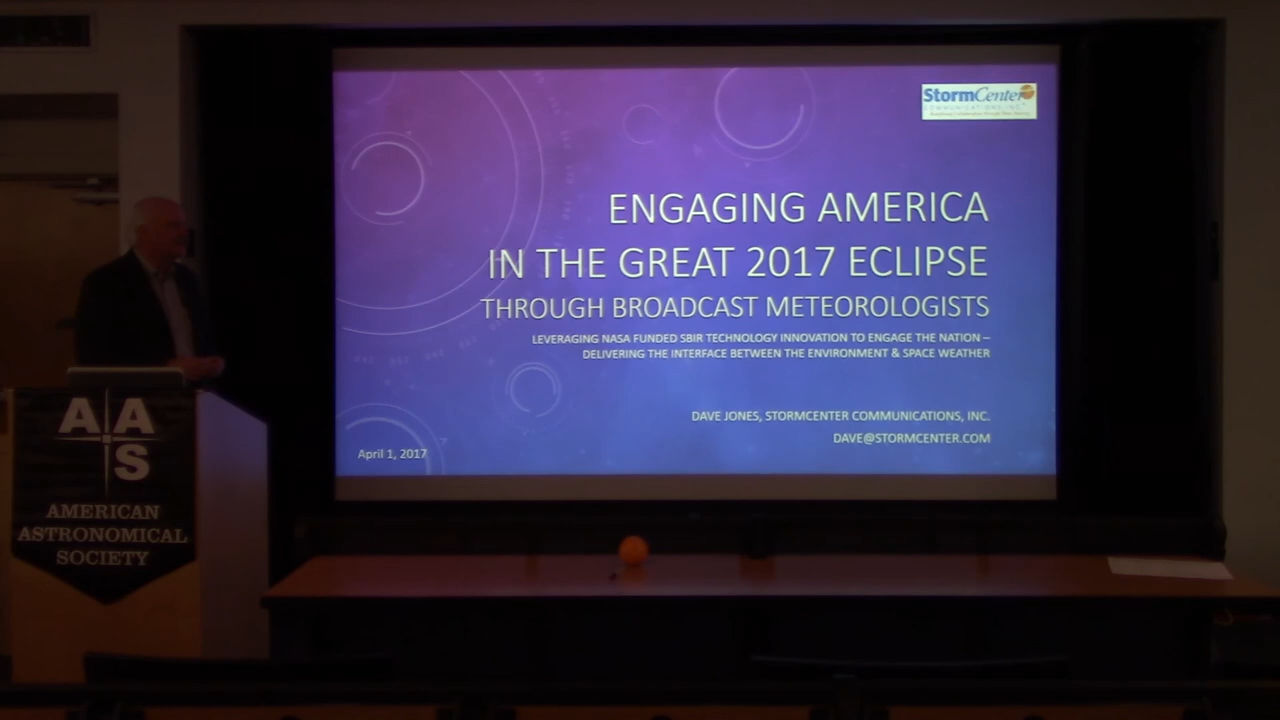 StormCenter
COMMUNICATIONS, INC.
ENGAGING AMERICA
IN THE GREAT 2017 ECLIPSE
THROUGH BROADCAST METEOROLOGISTS
LEVERAGING NASA FUNDED SBIR TECHNOLOGY INNOVATION TO ENGAGE THE NATION –
DELIVERING THE INTERFACE BETWEEN THE ENVIRONMENT & SPACE WEATHER
DAVE JONES, STORMCENTER COMMUNICATIONS, INC.
DAVE@STORMCENTER.COM
April 1, 2017
AAS
AMERICAN
ASTRONOMICAL
SOCIETY